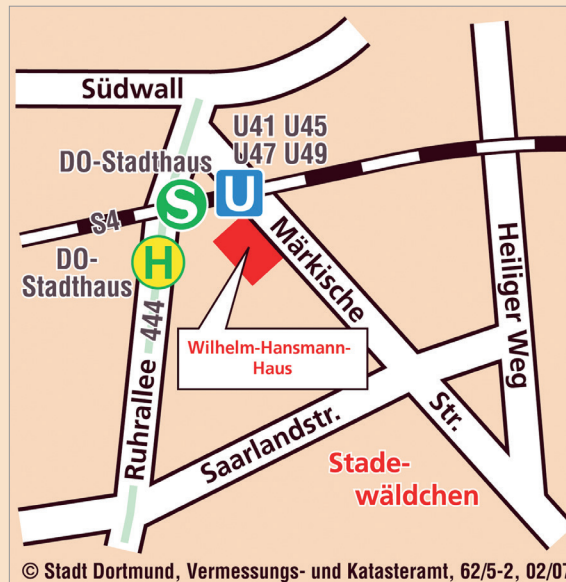 Südwall
U41 U45
U47 U49
DO-Stadthaus
S
U
S4
DO-
Stadthaus
H
444
Ruhrallee
Märkische
Str.
Heiliger Weg
Wilhelm-Hansmann-
Haus
Saarlandstr.
Stade-
wäldchen
© Stadt Dortmund, Vermessungs- und Katasteramt, 62/5-2, 02/07